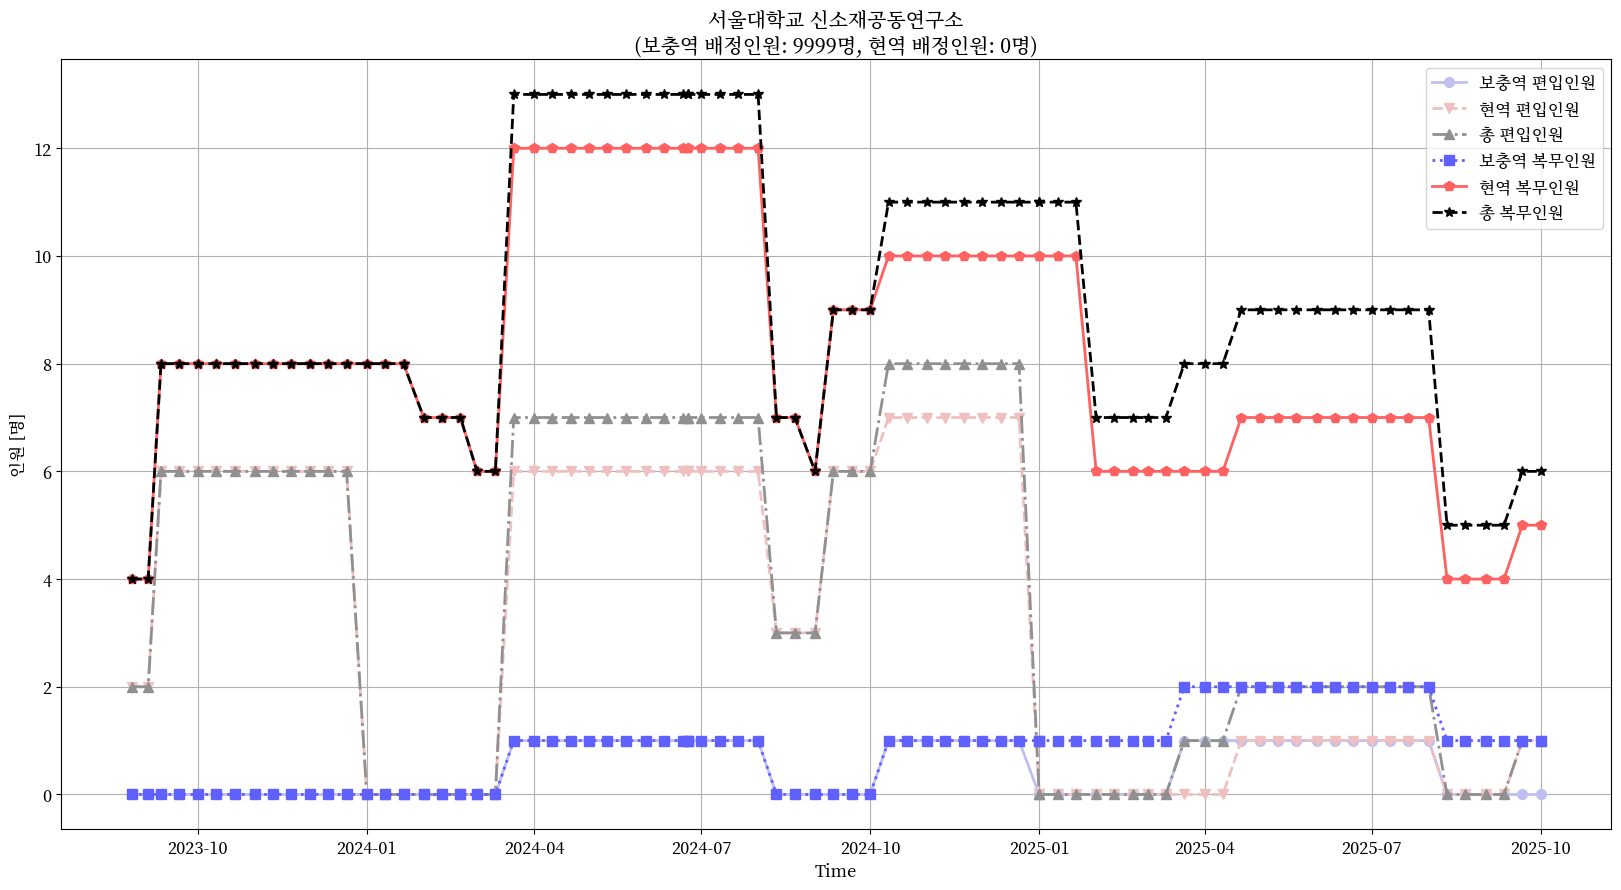 서울대학교 신소재공동연구소
(보충역 배정인원: 9999명, 현역 배정인원: 0명)
보충역 편입인원
현역 편입인원
총 편입인원
보충역 복무인원
현역 복무인원
총 복무인원
인원 [명]
12
10
8
6
4
2
0
2023-10 2024-01 2024-04 2024-07 2024-10 2025-01 2025-04 2025-07 2025-10
Time